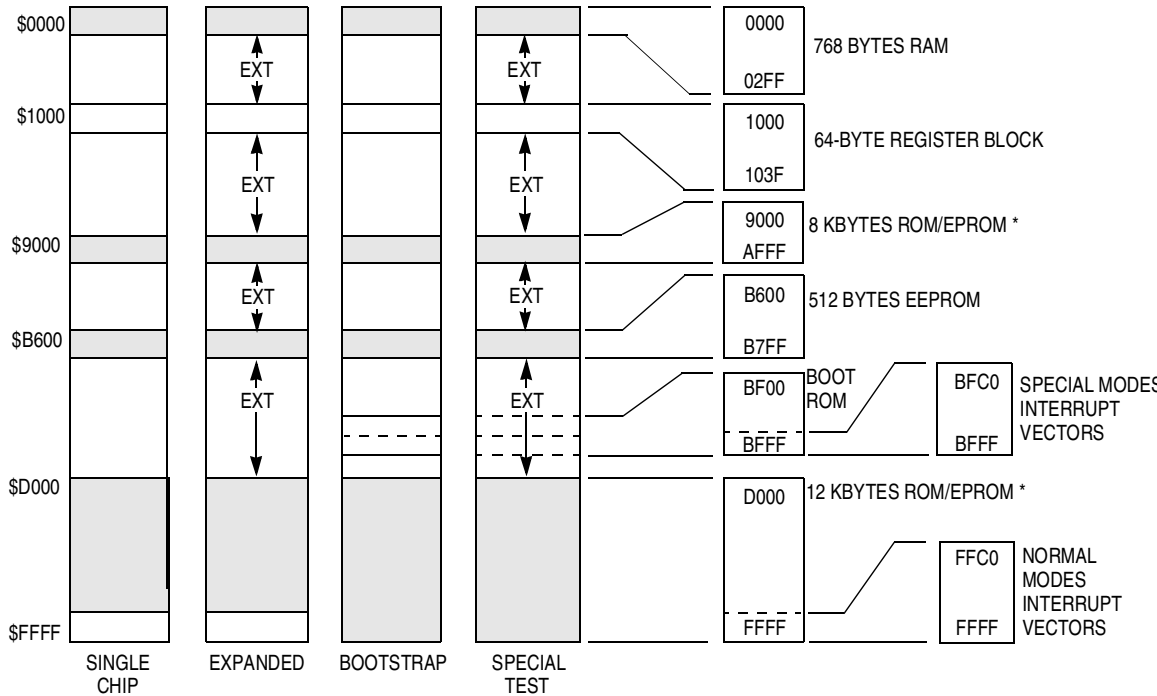 $0000
$1000
$9000
$B600
$D000
$FFFF
EXT
EXT
EXT
EXT
EXT
EXT
EXT
EXT
SINGLE
CHIP
EXPANDED
BOOTSTRAP
SPECIAL
TEST
0000
02FF
768 BYTES RAM
1000
103F
64-BYTE REGISTER BLOCK
9000
AFFF
8 KBYTES ROM/EPROM *
B600
B7FF
512 BYTES EEPROM
BF00
BFFF
BOOT
ROM
BFC0
BFFF
SPECIAL MODES
INTERRUPT
VECTORS
D000
FFFF
12 KBYTES ROM/EPROM *
FFC0
FFFF
NORMAL
MODES
INTERRUPT
VECTORS